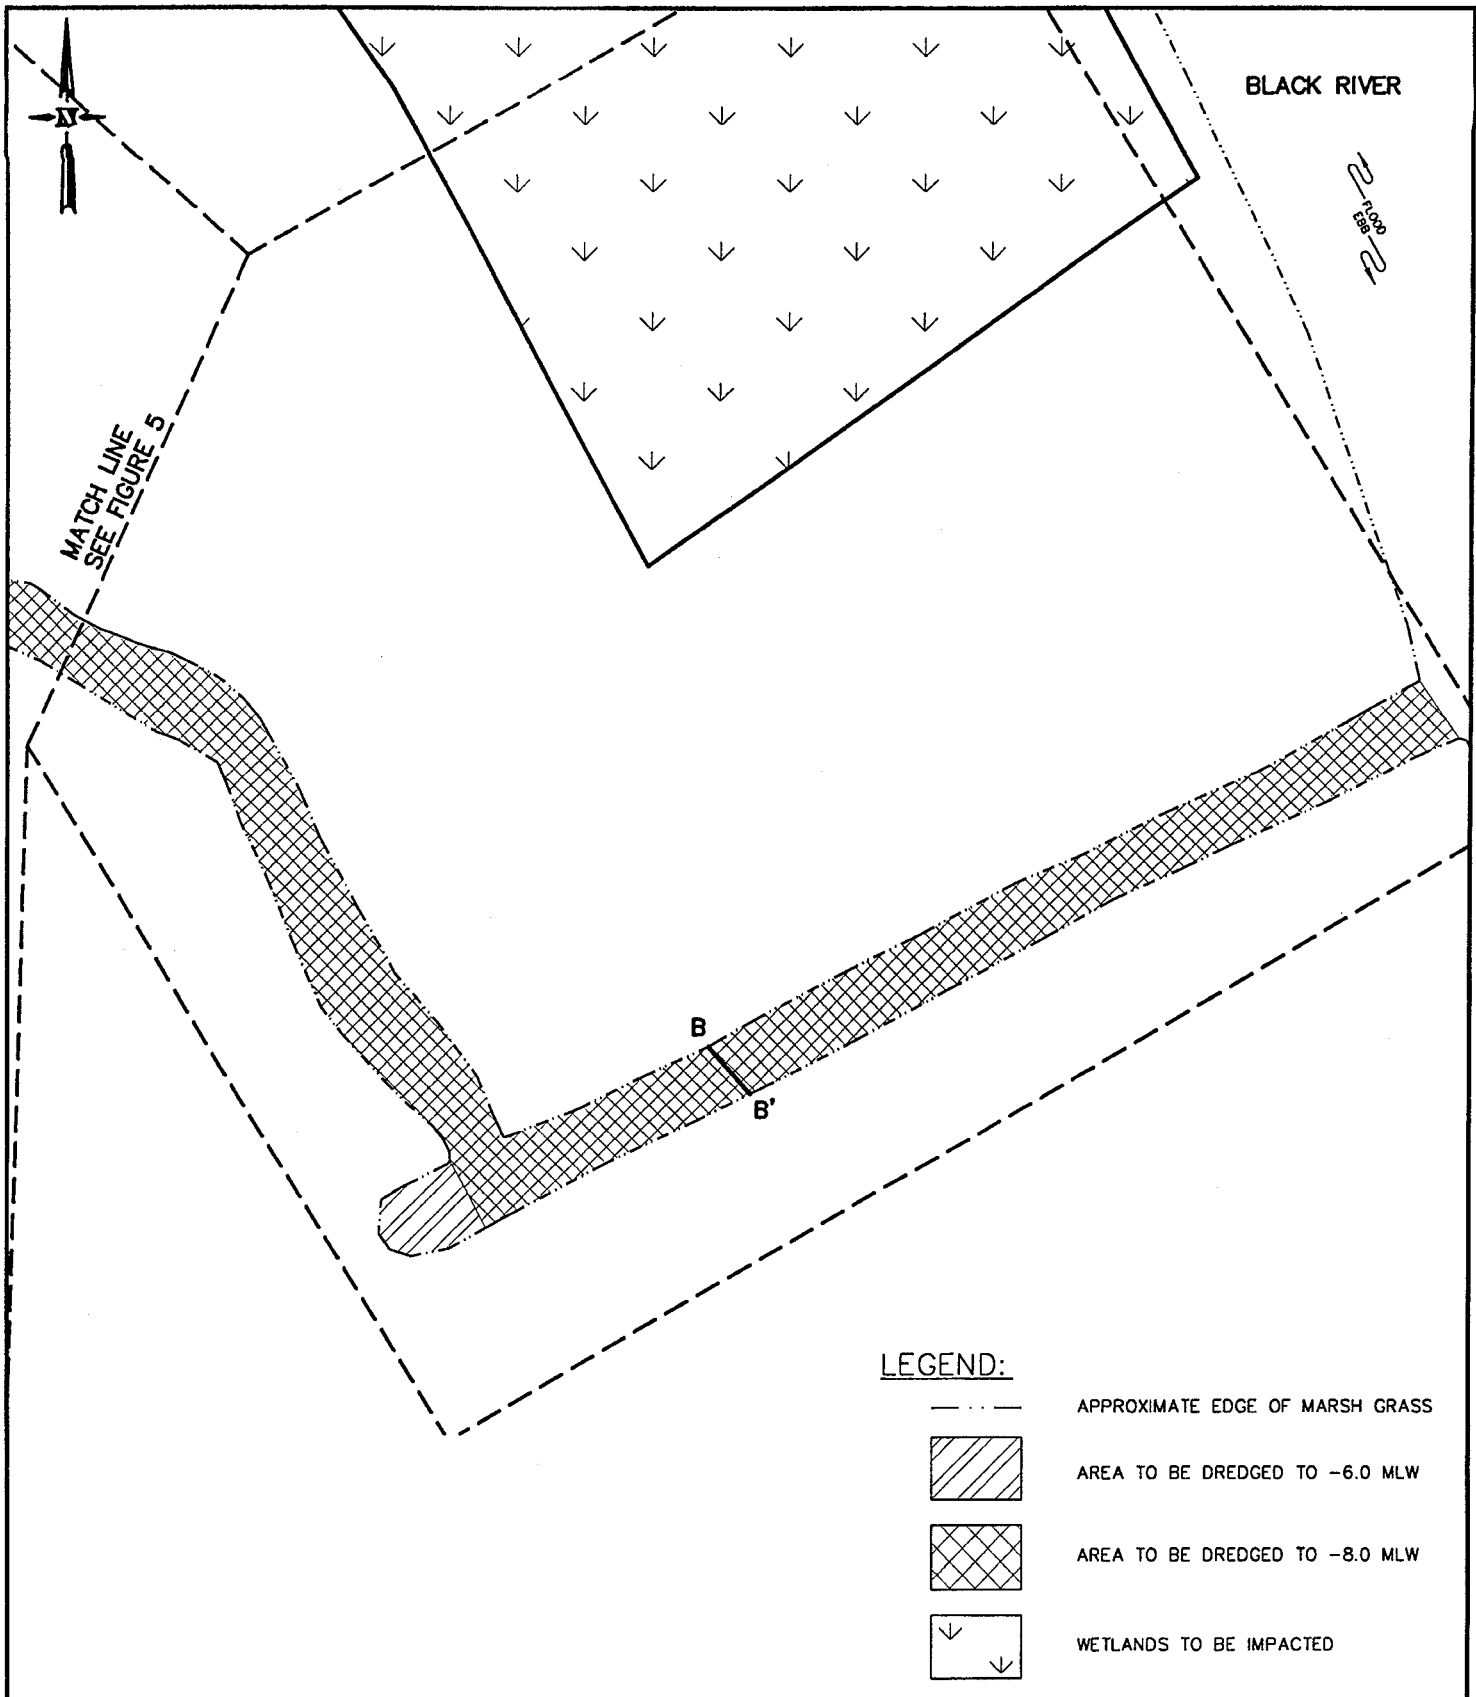 N
BLACK RIVER
FLOOD
EBB
MATCH LINE
SEE FIGURE 5
B
B'
LEGEND:
APPROXIMATE EDGE OF MARSH GRASS
AREA TO BE DREDGED TO -6.0 MLW
AREA TO BE DREDGED TO -8.0 MLW
WETLANDS TO BE IMPACTED